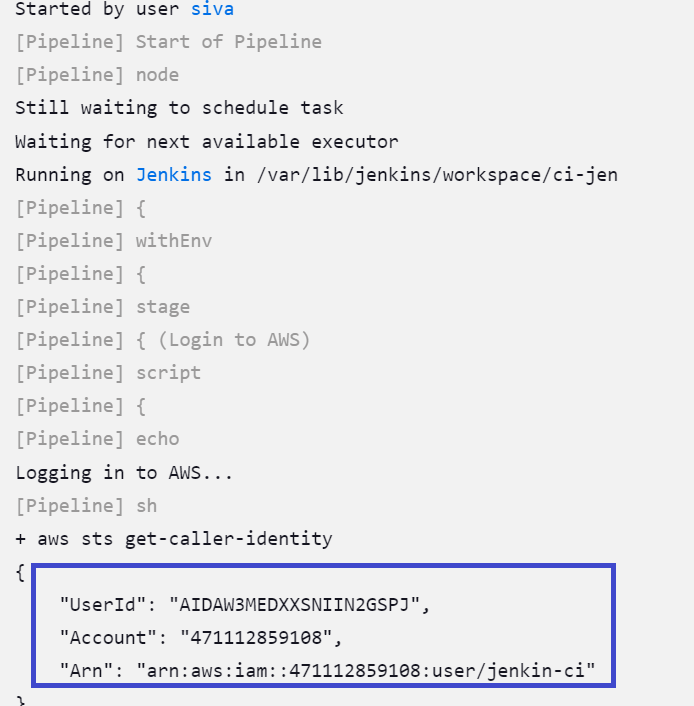 Started by user siva
[Pipeline] Start of Pipeline
[Pipeline] node
Still waiting to schedule task
Waiting for next available executor
Running on Jenkins in /var/lib/jenkins/workspace/ci-jen
[Pipeline] {
[Pipeline] withEnv
[Pipeline] {
[Pipeline] stage
[Pipeline] { (Login to AWS)
[Pipeline] script
[Pipeline] {
[Pipeline] echo
Logging in to AWS...
[Pipeline] sh
+ aws sts get-caller-identity
{
"UserId": "AIDAW3MEDXXSNIIN2GSPJ",
"Account": "471112859108",
"Arn": "arn:aws:iam::471112859108:user/jenkin-ci"
}